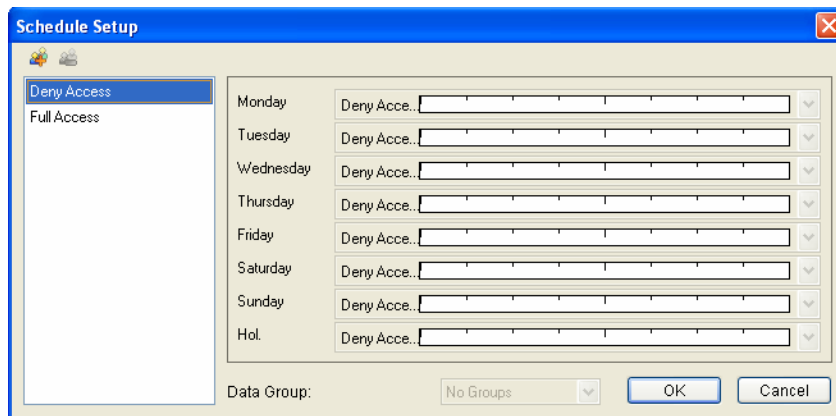 Schedule Setup
Deny Access
Full Access
Monday Deny Acce...
Tuesday Deny Acce...
Wednesday Deny Acce...
Thursday Deny Acce...
Friday Deny Acce...
Saturday Deny Acce...
Sunday Deny Acce...
Hol. Deny Acce...
Data Group: No Groups OK Cancel